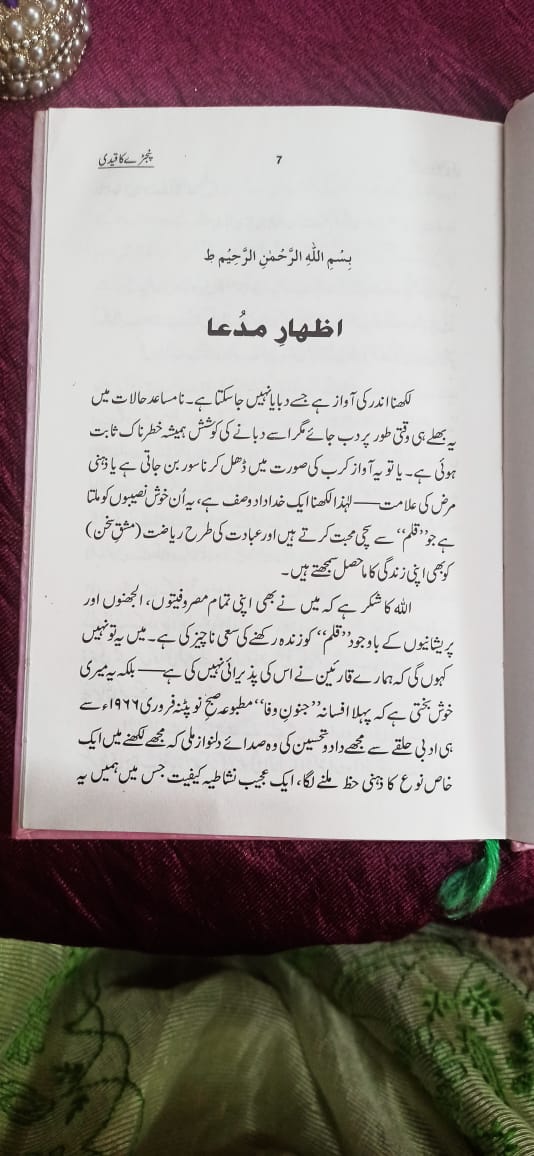 پنجڑے کا قیدی
7
بِسْمِ اللّٰهِ الرَّحْمٰنِ الرَّحِيْمِ ط
اظہارِ مدُعا
لکھنا اندر کی آواز ہے جسے دبایا نہیں جاسکتا ہے۔ نامساعد حالات میں
یہ بھلے ہی وقتی طور پر دب جائے مگر اسے دبانے کی کوشش ہمیشہ خطرناک ثابت
ہوئی ہے۔ یا تو یہ آواز کرب کی صورت میں ڈھل کر ناسور بن جاتی ہے یا ذہنی
مرض کی علامت—— لہٰذا لکھنا ایک خداداد وصف ہے، یہ اُن خوش نصیبوں کو ملتا
ہے جو ’’قلم‘‘ سے سچی محبت کرتے ہیں اور عبادت کی طرح ریاضت (مشقِ سخن)
کو بھی اپنی زندگی کا ماحصل سمجھتے ہیں۔
اللہ کا شکر ہے کہ میں نے بھی اپنی تمام مصروفیتوں، الجھنوں اور
پریشانیوں کے باوجود ’’قلم‘‘ کو زندہ رکھنے کی سعی ناچیز کی ہے۔ میں یہ تو نہیں
کہوں گی کہ ہمارے قارئین نے اس کی پذیرائی نہیں کی ہے—— بلکہ یہ میری
خوش بختی ہے کہ پہلا افسانہ ’’جنونِ وفا‘‘ مطبوعہ صبحِ نو پٹنہ فروری ۱۹۶۶ء سے
ہی ادبی حلقے سے مجھے داد و تحسین کی وہ صدائے دلنواز ملی کہ مجھے لکھنے میں ایک
خاص نوع کا ذہنی حظ ملنے لگا، ایک عجیب نشاطیہ کیفیت جس میں ہمیں یہ